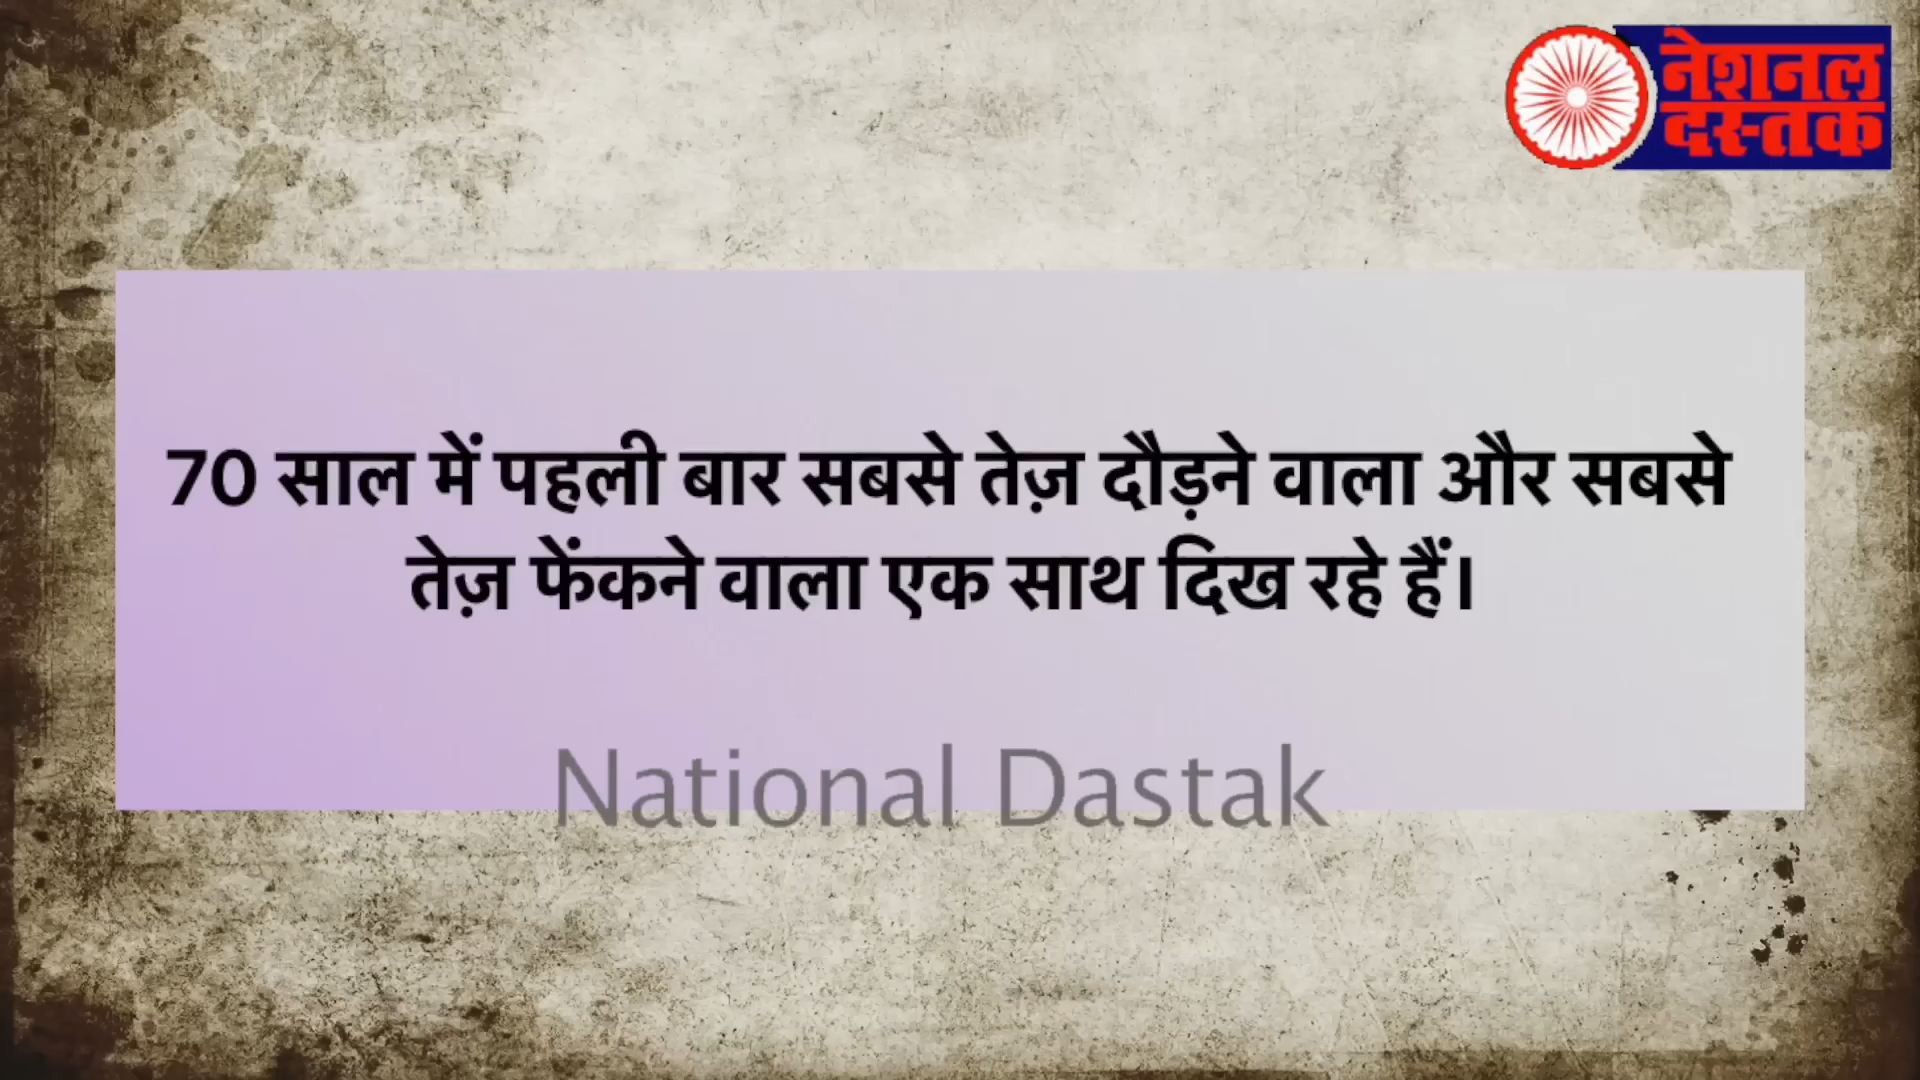 नेशनल
दस्तक
70 साल में पहली बार सबसे तेज़ दौड़ने वाला और सबसे
तेज़ फेंकने वाला एक साथ दिख रहे हैं।
National Dastak